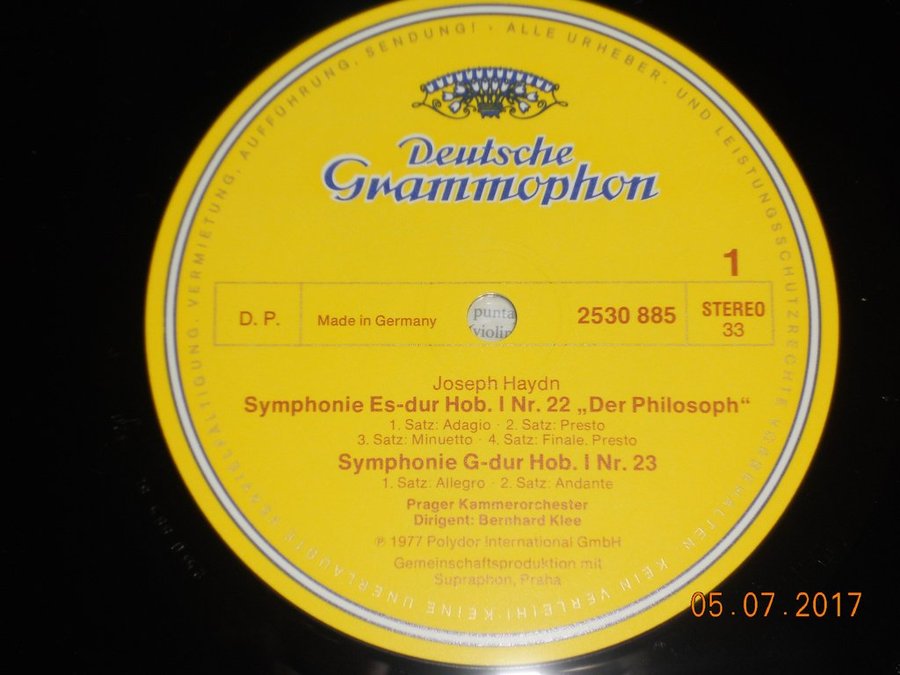 ALLE URHEBER- UND LEISTUNGSSCHUTZRECHTE VORBEHALTEN. KEIN VERLEIH! KEINE UNERLAUBTE VERVIELFÄLTIGUNG, VERMIETUNG, AUFFÜHRUNG, SENDUNG!
Deutsche
Grammophon
1
D. P.
Made in Germany
punta
violin
2530 885
STEREO
33
Joseph Haydn
Symphonie Es-dur Hob. I Nr. 22 „Der Philosoph“
1. Satz: Adagio · 2. Satz: Presto
3. Satz: Minuetto · 4. Satz: Finale. Presto
Symphonie G-dur Hob. I Nr. 23
1. Satz: Allegro · 2. Satz: Andante
Prager Kammerorchester
Dirigent: Bernhard Klee
℗ 1977 Polydor International GmbH
Gemeinschaftsproduktion mit
Supraphon, Praha
05.07.2017